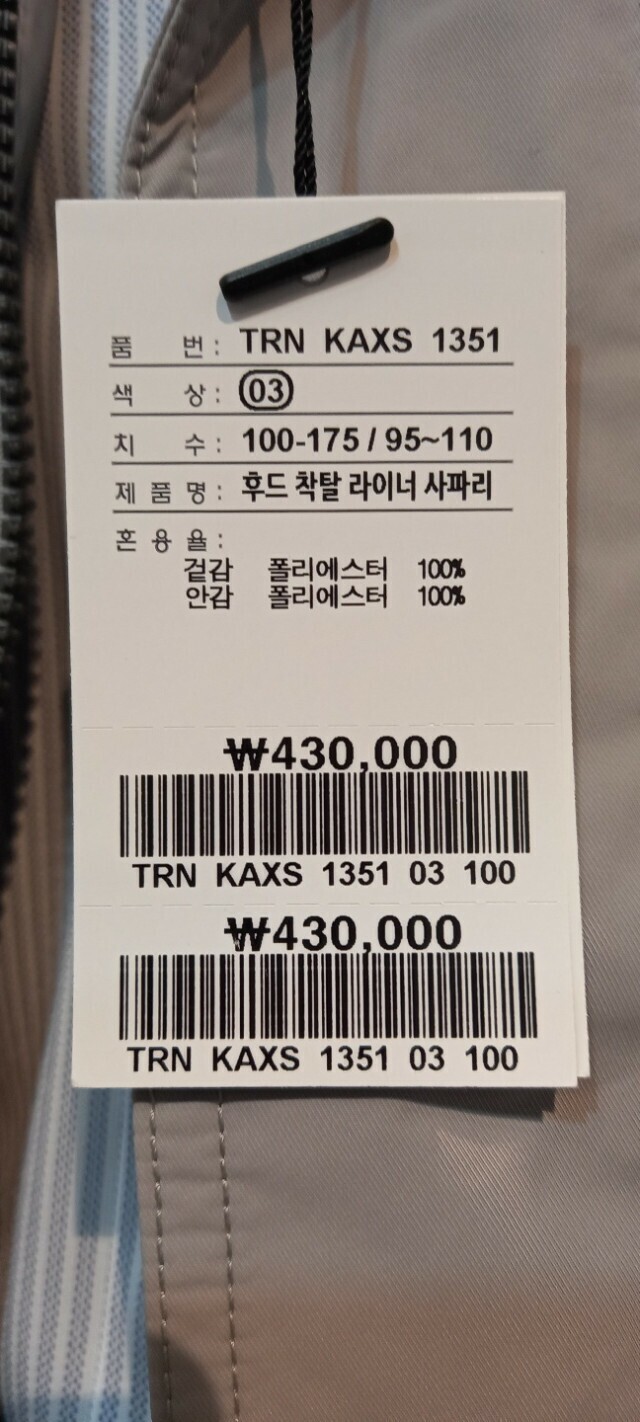 품 번 : TRN KAXS 1351
색 상 : 03
치 수 : 100-175 / 95~110
제 품 명 : 후드 착탈 라이너 사파리
혼 용 율 :
겉감 폴리에스터 100%
안감 폴리에스터 100%
₩430,000
TRN KAXS 1351 03 100
₩430,000
TRN KAXS 1351 03 100